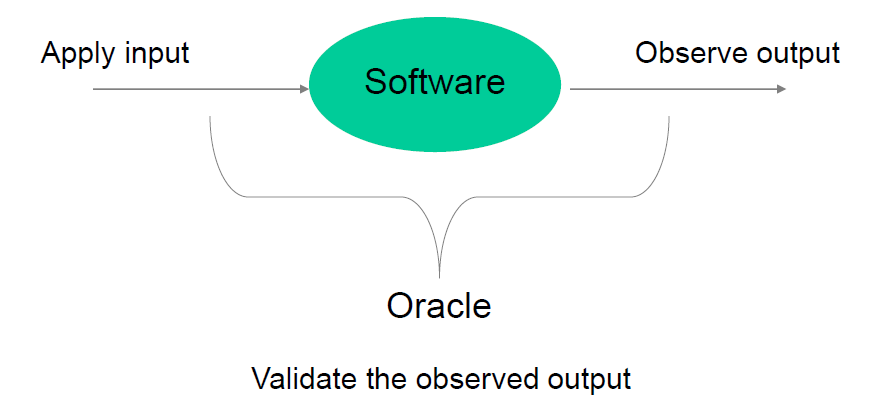 Apply input
Software
Observe output
Oracle
Validate the observed output